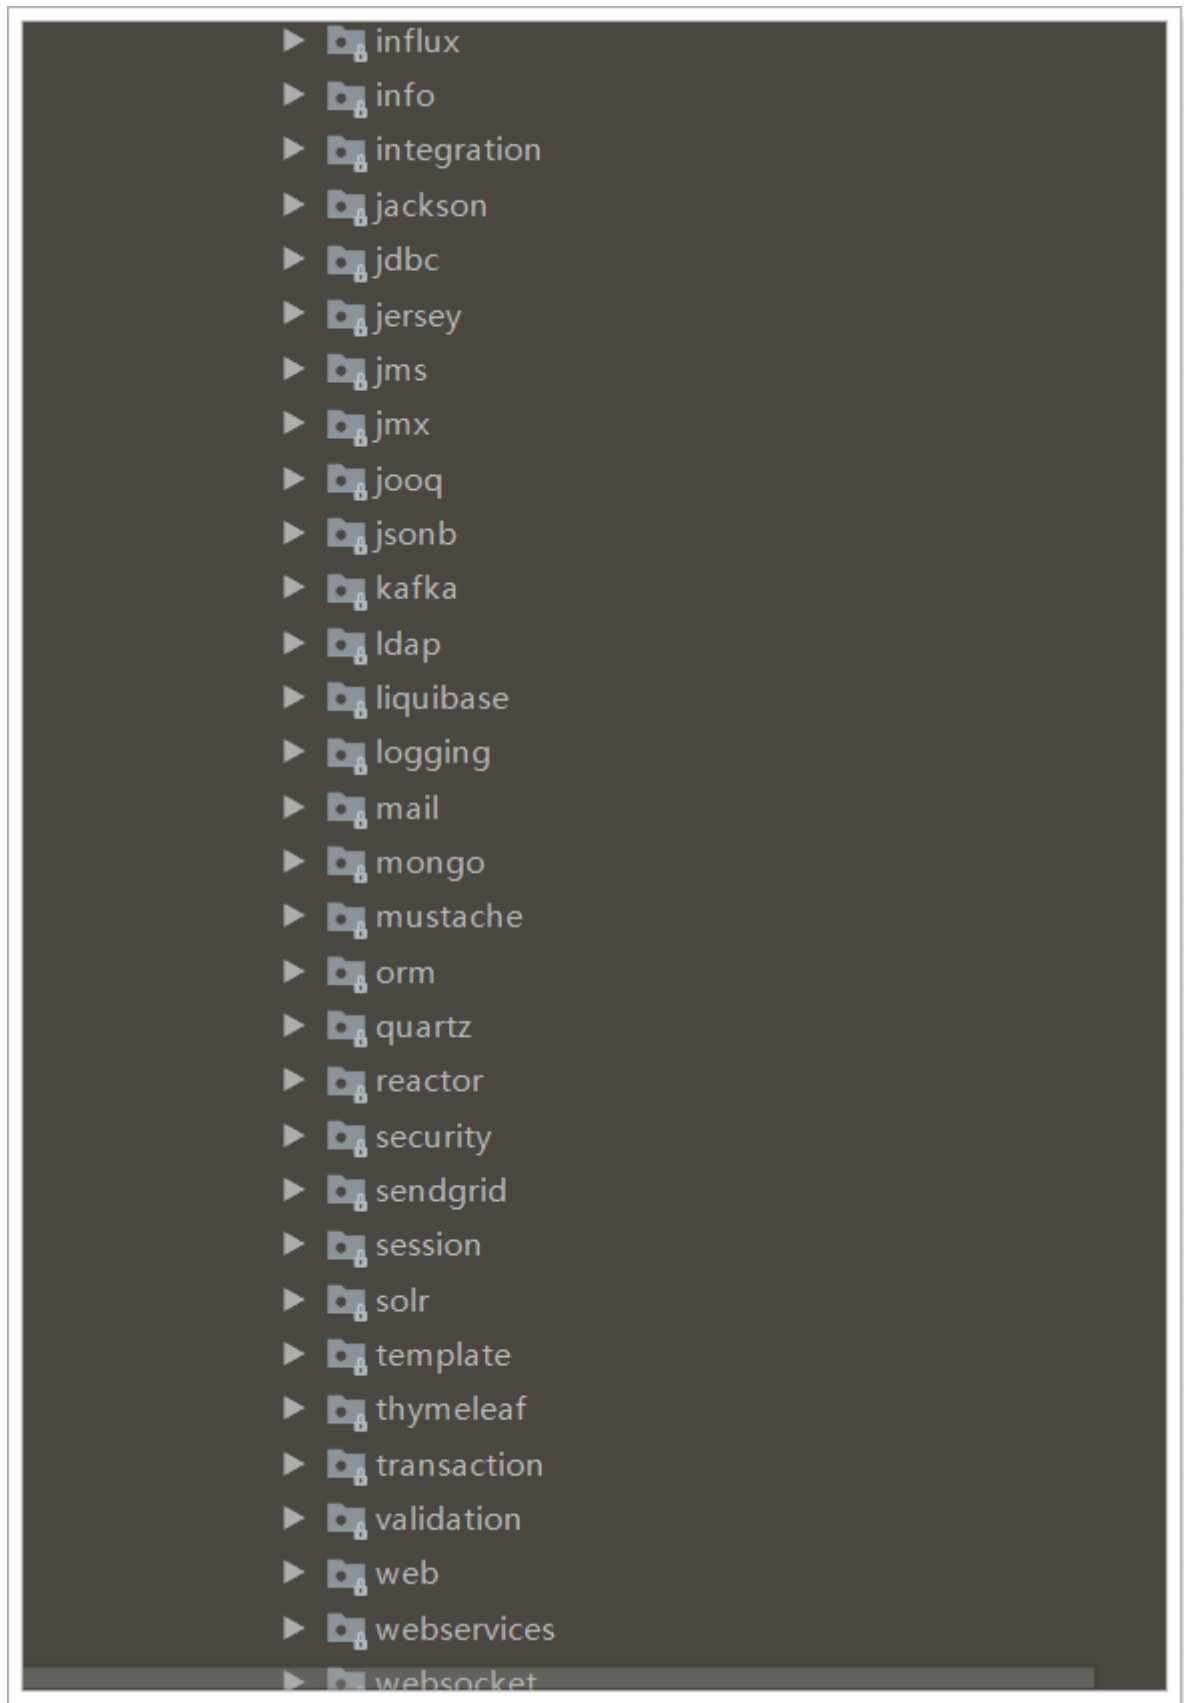 influx
info
integration
jackson
jdbc
jersey
jms
jmx
jooq
jsonb
kafka
ldap
liquibase
logging
mail
mongo
mustache
orm
quartz
reactor
security
sendgrid
session
solr
template
thymeleaf
transaction
validation
web
webservices
websocket